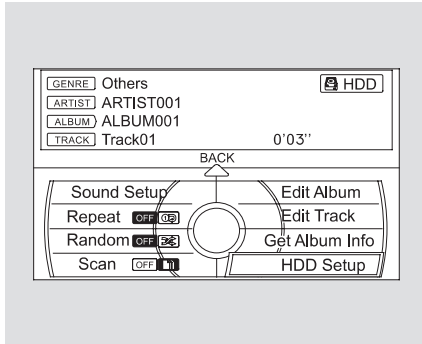 GENRE Others HDD
ARTIST ARTIST001
ALBUM ALBUM001
TRACK Track01 0'03''
BACK
Sound Setup Edit Album
Repeat OFF Edit Track
Random OFF Get Album Info
Scan OFF HDD Setup